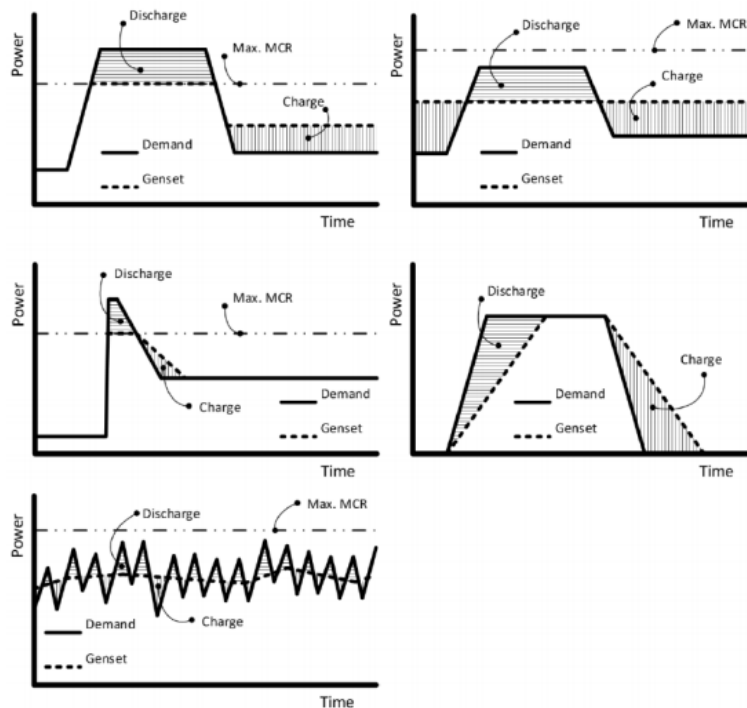 Discharge
Max. MCR
Power
Charge
Demand
Genset
Time
Discharge
Max. MCR
Power
Charge
Demand
Genset
Time
Discharge
Max. MCR
Power
Demand
Charge
Genset
Time
Discharge
Power
Charge
Demand
Genset
Time
Discharge
Max. MCR
Power
Charge
Demand
Genset
Time